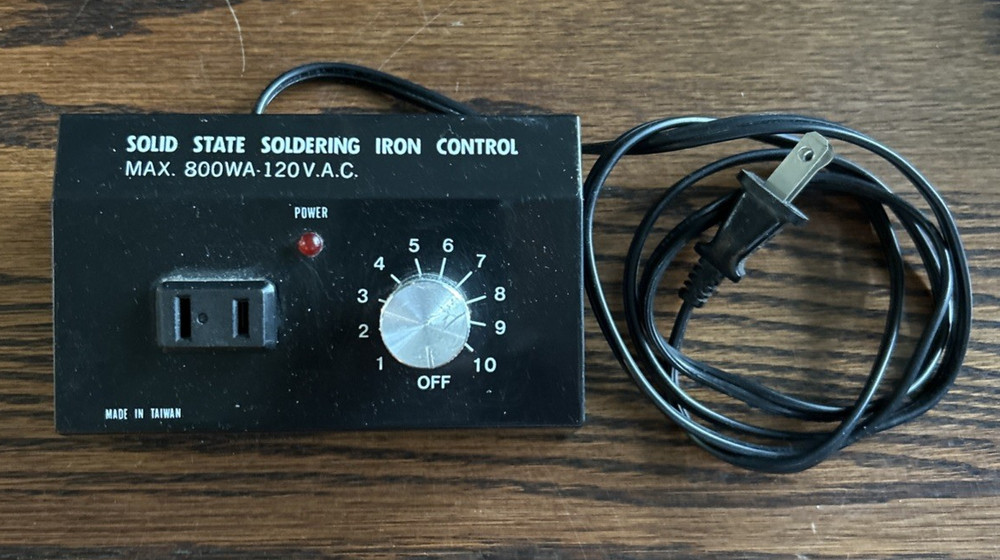 SOLID STATE SOLDERING IRON CONTROL
MAX. 800WA-120V.A.C.
POWER
5 6
4 7
3 8
2 9
1 10
OFF
MADE IN TAIWAN